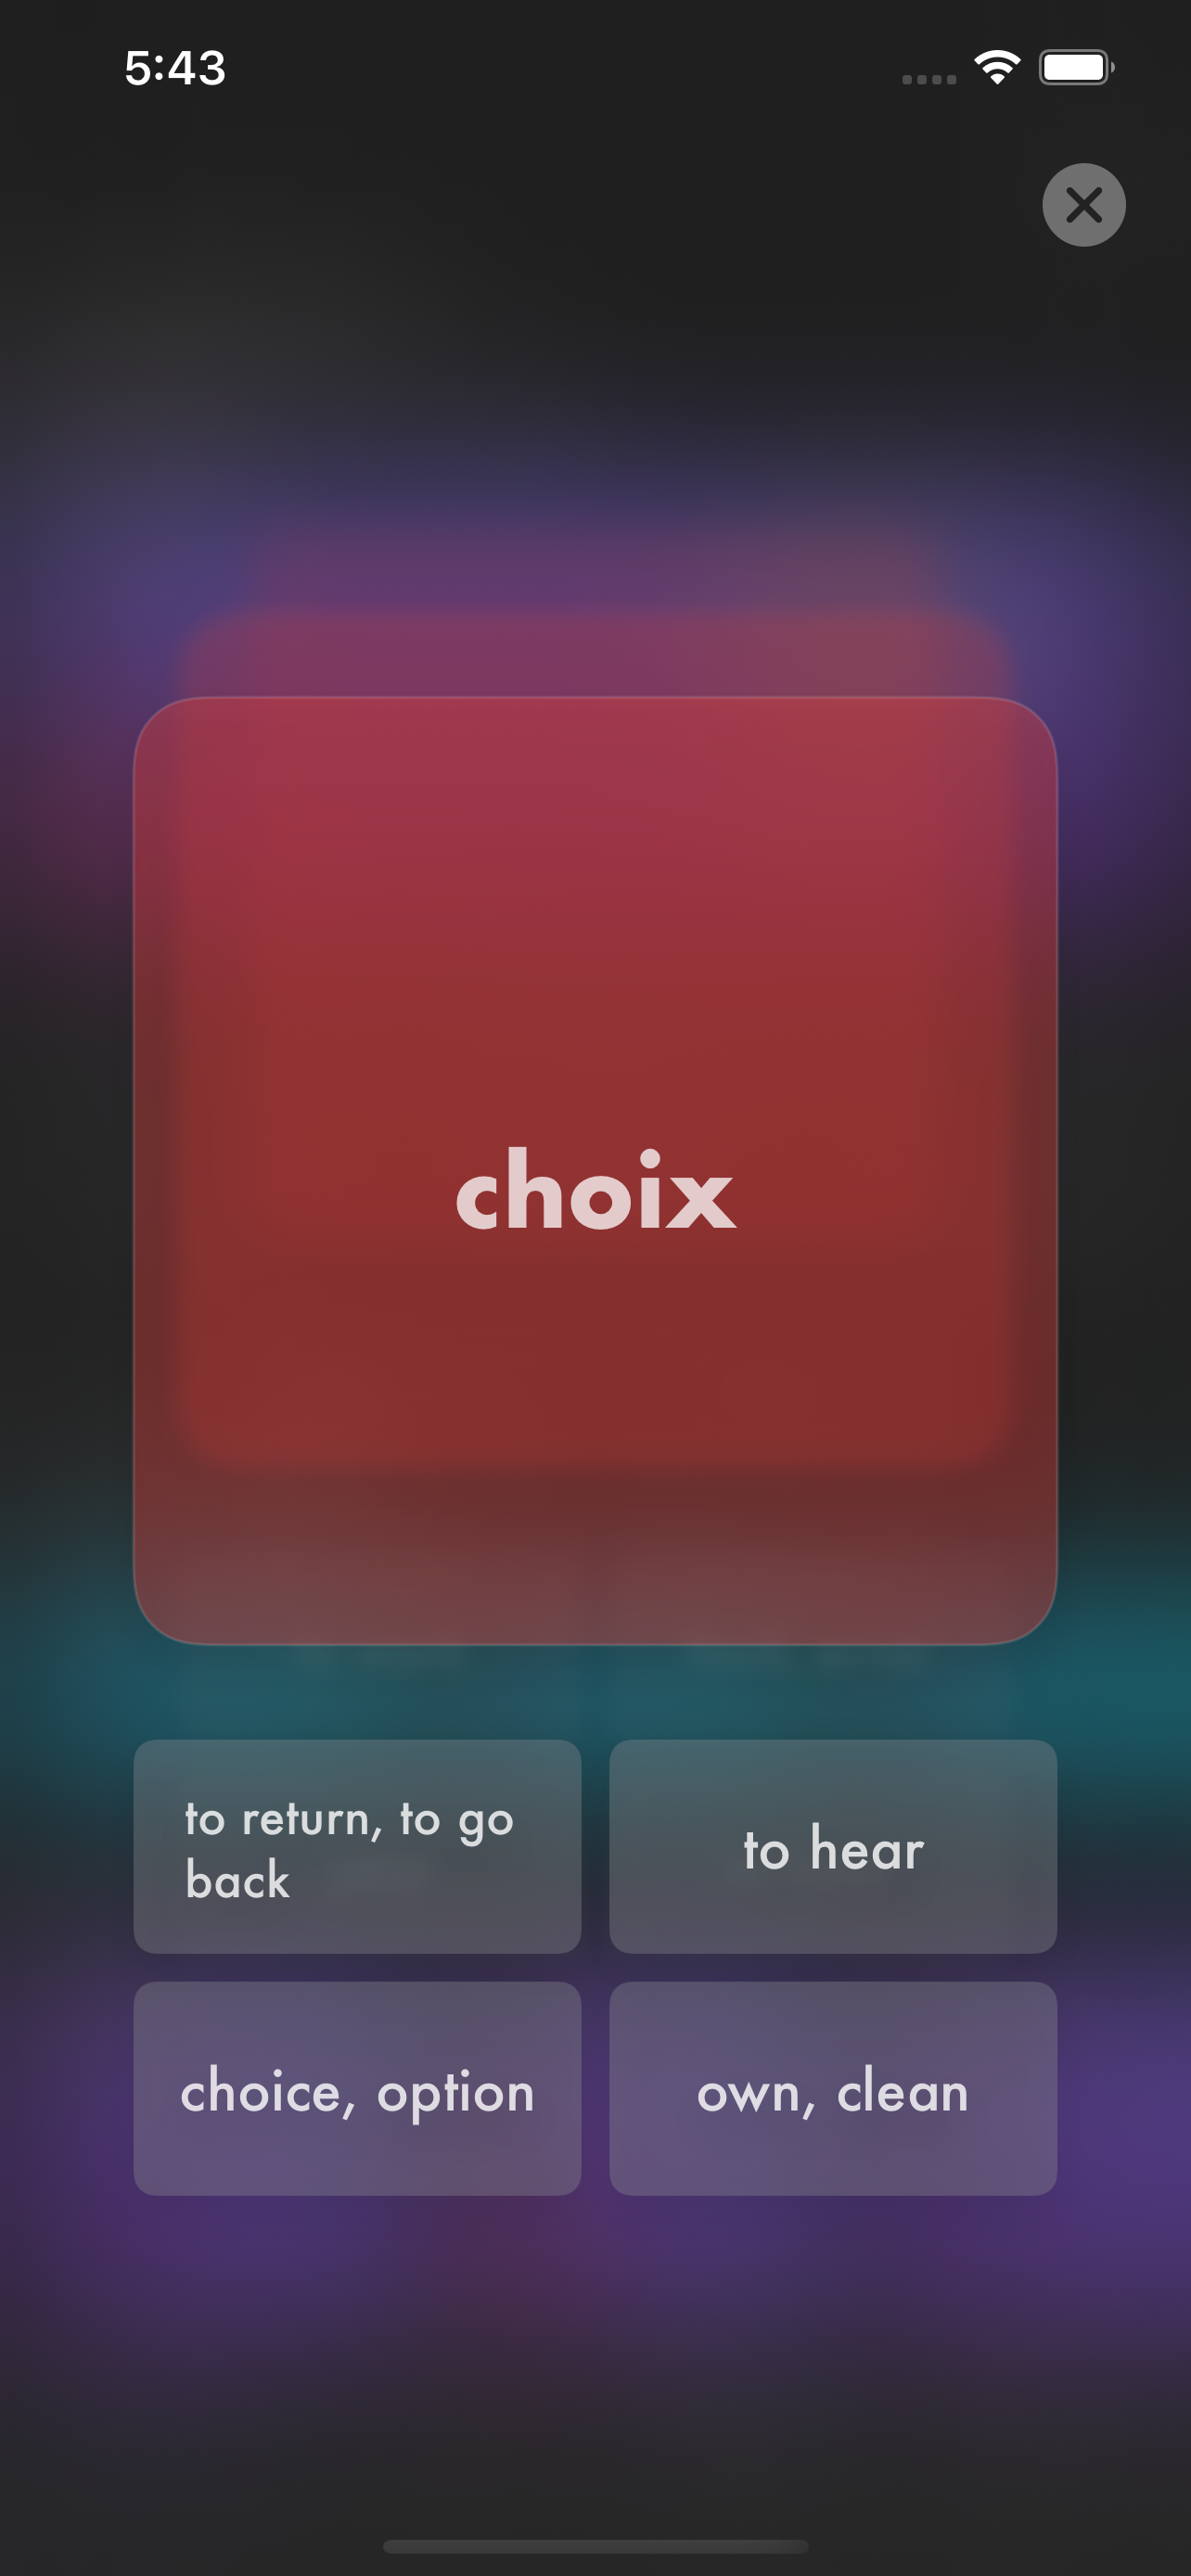 5:43
choix
to return, to go
back
to hear
choice, option
own, clean